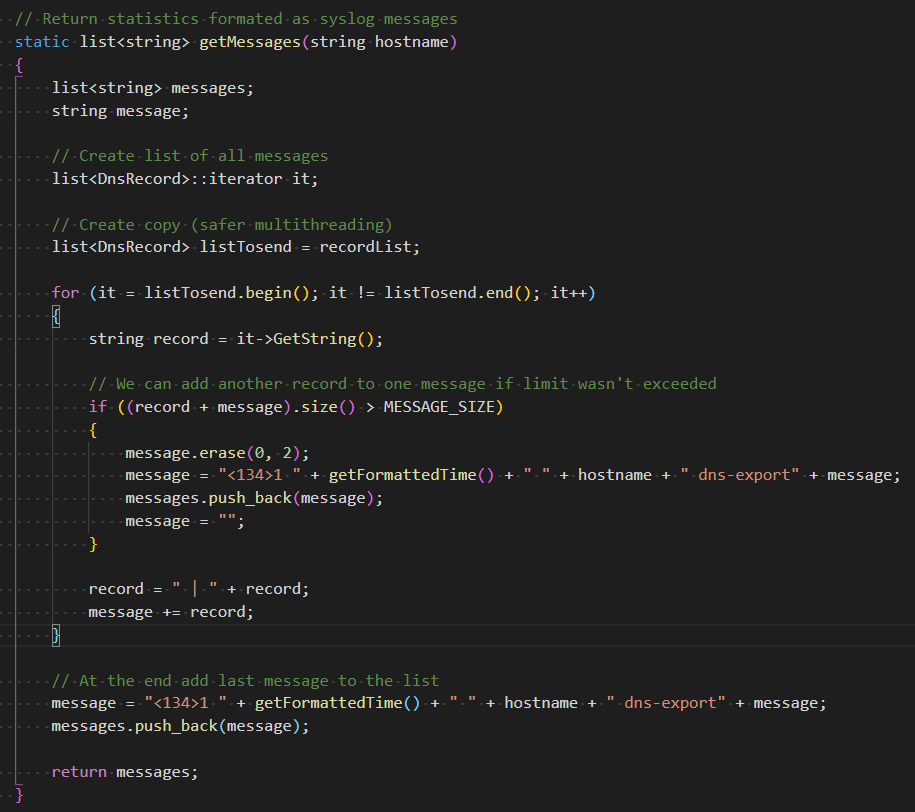 // Return statistics formated as syslog messages
static list<string> getMessages(string hostname)
{
list<string> messages;
string message;
// Create list of all messages
list<DnsRecord>::iterator it;
// Create copy (safer multithreading)
list<DnsRecord> listTosend = recordList;
for (it = listTosend.begin(); it != listTosend.end(); it++)
{
string record = it->GetString();
// We can add another record to one message if limit wasn't exceeded
if ((record + message).size() > MESSAGE_SIZE)
{
message.erase(0, 2);
message = "<134>1 " + getFormattedTime() + " " + hostname + " dns-export" + message;
messages.push_back(message);
message = "";
}
record = " | " + record;
message += record;
}
// At the end add last message to the list
message = "<134>1 " + getFormattedTime() + " " + hostname + " dns-export" + message;
messages.push_back(message);
return messages;
}